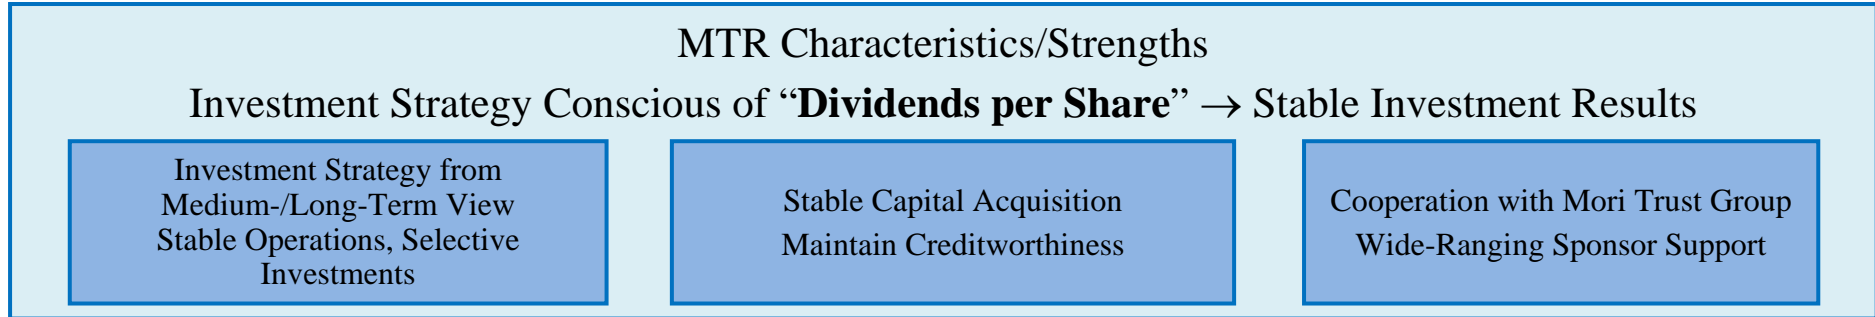 MTR Characteristics/Strengths
Investment Strategy Conscious of “Dividends per Share” → Stable Investment Results
Investment Strategy from
Medium-/Long-Term View
Stable Operations, Selective
Investments
Stable Capital Acquisition
Maintain Creditworthiness
Cooperation with Mori Trust Group
Wide-Ranging Sponsor Support